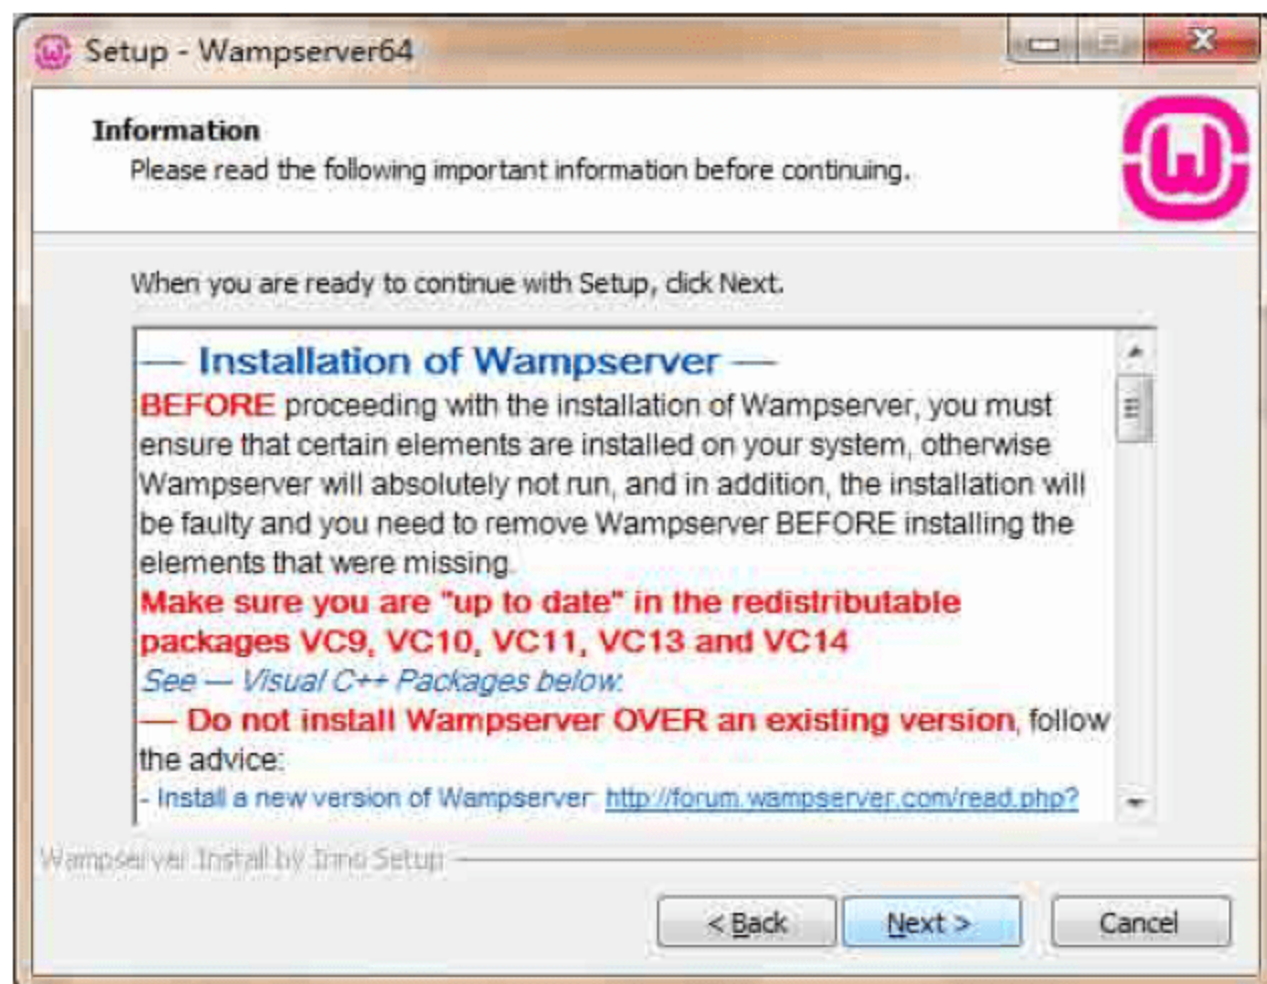 Setup - Wampserver64
Information
Please read the following important information before continuing.
When you are ready to continue with Setup, click Next.
— Installation of Wampserver —
BEFORE proceeding with the installation of Wampserver, you must
ensure that certain elements are installed on your system, otherwise
Wampserver will absolutely not run, and in addition, the installation will
be faulty and you need to remove Wampserver BEFORE installing the
elements that were missing.
Make sure you are "up to date" in the redistributable
packages VC9, VC10, VC11, VC13 and VC14
See — Visual C++ Packages below.
— Do not install Wampserver OVER an existing version, follow
the advice:
- Install a new version of Wampserver: http://forum.wampserver.com/read.php?
Wampserver Install by Inno Setup
< Back
Next >
Cancel